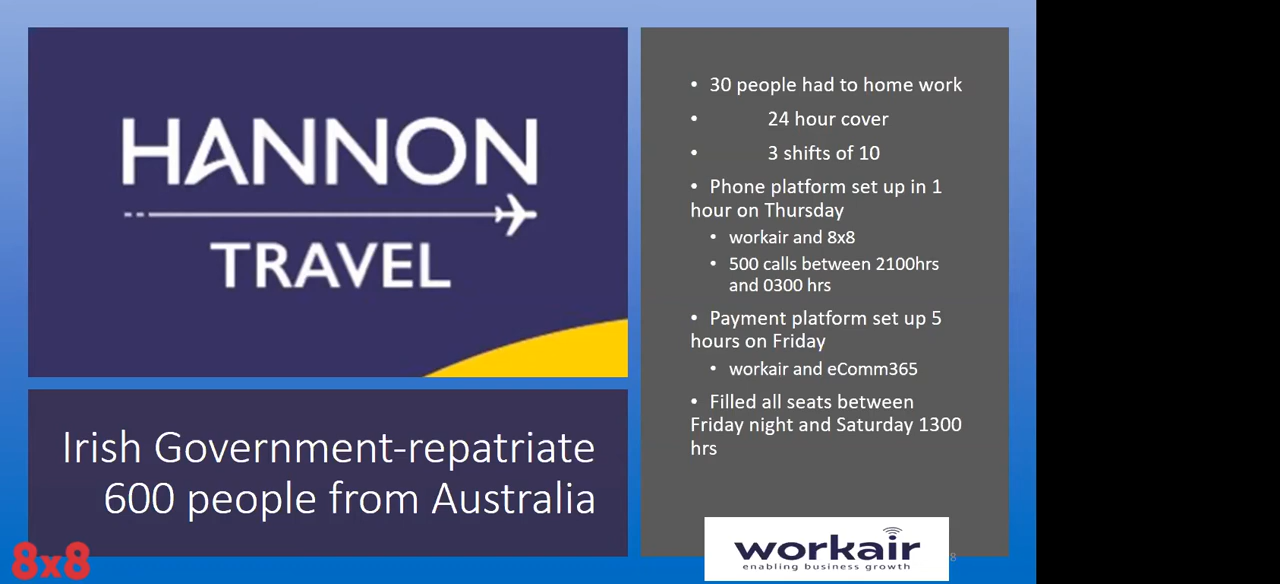 HANNON
TRAVEL
Irish Government-repatriate
600 people from Australia
8x8
• 30 people had to home work
• 24 hour cover
• 3 shifts of 10
• Phone platform set up in 1
hour on Thursday
• workair and 8x8
• 500 calls between 2100hrs
and 0300 hrs
• Payment platform set up 5
hours on Friday
• workair and eComm365
• Filled all seats between
Friday night and Saturday 1300
hrs
workair
enabling business growth
8